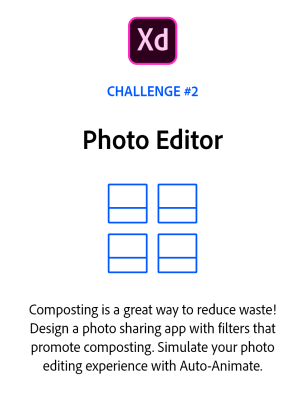 Xd
CHALLENGE #2
Photo Editor
Composting is a great way to reduce waste!
Design a photo sharing app with filters that
promote composting. Simulate your photo
editing experience with Auto-Animate.